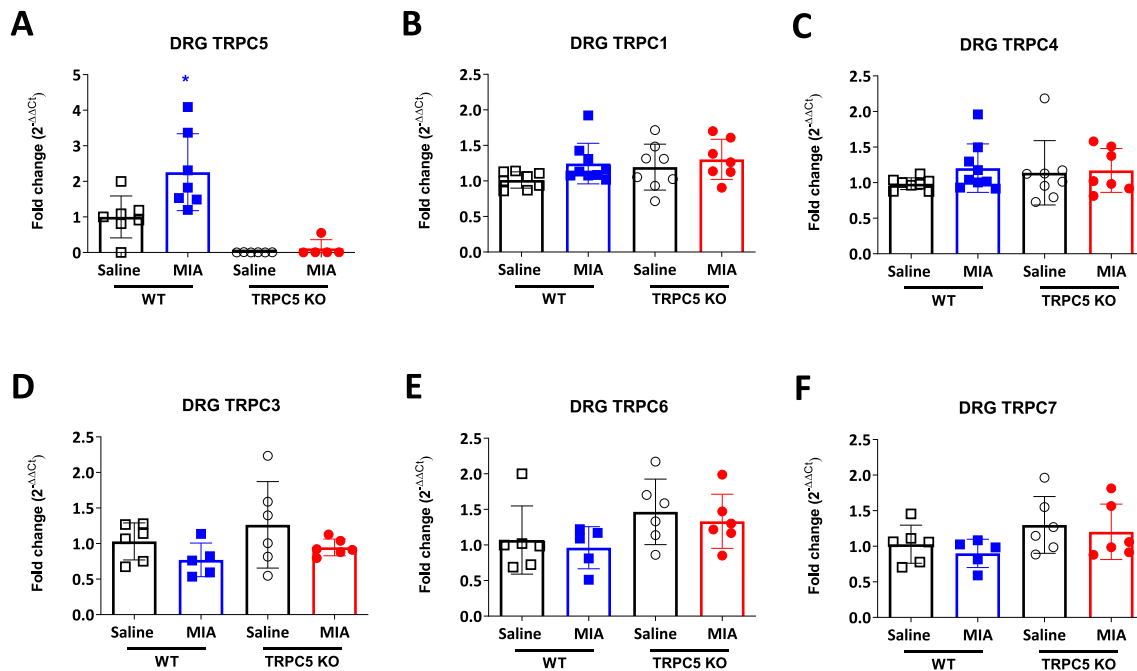 A
DRG TRPC5
Fold change (2^-ΔΔCt)
5
4
3
2
1
0
*
Saline
MIA
Saline
MIA
WT
TRPC5 KO
B
DRG TRPC1
Fold change (2^-ΔΔCt)
2.5
2.0
1.5
1.0
0.5
0.0
Saline
MIA
Saline
MIA
WT
TRPC5 KO
C
DRG TRPC4
Fold change (2^-ΔΔCt)
2.5
2.0
1.5
1.0
0.5
0.0
Saline
MIA
Saline
MIA
WT
TRPC5 KO
D
DRG TRPC3
Fold change (2^-ΔΔCt)
2.5
2.0
1.5
1.0
0.5
0.0
Saline
MIA
Saline
MIA
WT
TRPC5 KO
E
DRG TRPC6
Fold change (2^-ΔΔCt)
2.5
2.0
1.5
1.0
0.5
0.0
Saline
MIA
Saline
MIA
WT
TRPC5 KO
F
DRG TRPC7
Fold change (2^-ΔΔCt)
2.5
2.0
1.5
1.0
0.5
0.0
Saline
MIA
Saline
MIA
WT
TRPC5 KO